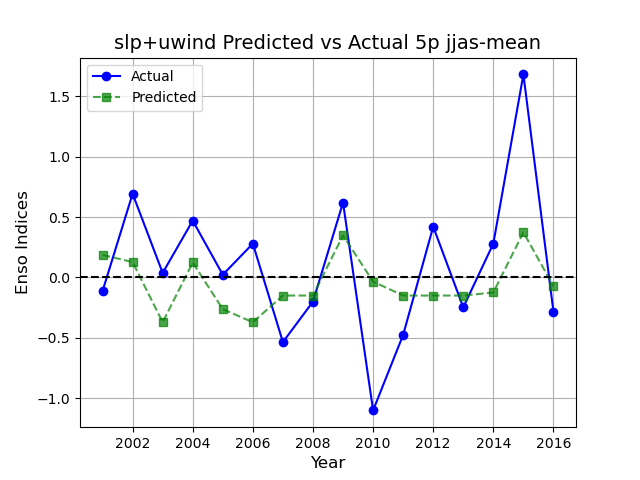 slp+uwind Predicted vs Actual 5p jjas-mean
Actual
Predicted
1.5
1.0
0.5
0.0
−0.5
−1.0
Enso Indices
2002 2004 2006 2008 2010 2012 2014 2016
Year